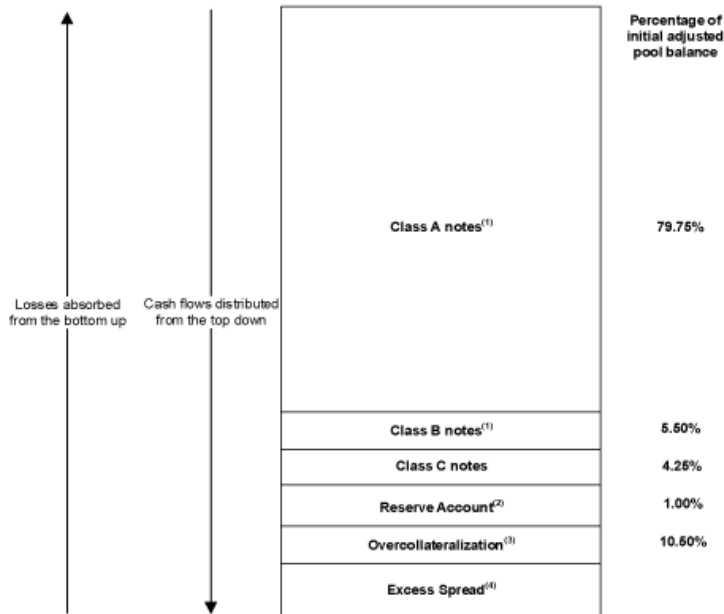 Percentage of
initial adjusted
pool balance
Class A notes(1)
79.75%
Losses absorbed
from the bottom up
Cash flows distributed
from the top down
Class B notes(1)
5.50%
Class C notes
4.25%
Reserve Account(2)
1.00%
Overcollateralization(3)
10.50%
Excess Spread(4)